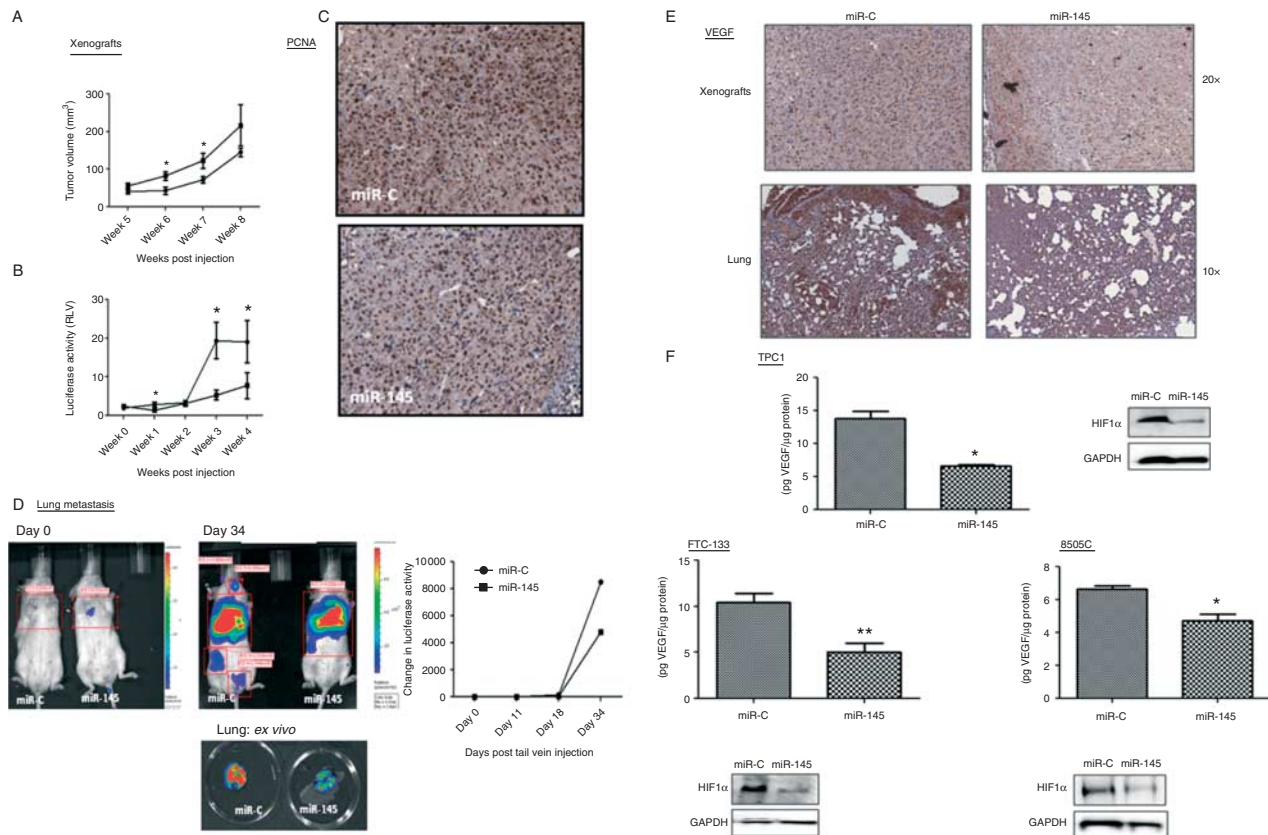 A
Xenografts
Tumor volume (mm3)
300
200
100
0
Week 5
Week 6
Week 7
Week 8
*
*
Weeks post injection
B
Luciferase activity (RLV)
30
20
10
0
Week 0
Week 1
Week 2
Week 3
Week 4
*
*
*
Weeks post injection
C
PCNA
miR-C
miR-145
D
Lung metastasis
Day 0
Day 34
miR-C
miR-145
miR-C
miR-145
Change in luciferase activity
10000
8000
6000
4000
2000
0
miR-C
miR-145
Day 0
Day 11
Day 18
Day 34
Days post tail vein injection
Lung: ex vivo
miR-C
miR-145
E
miR-C
miR-145
VEGF
Xenografts
20×
Lung
10×
F
TPC1
(pg VEGF/µg protein)
20
15
10
5
0
*
miR-C
miR-145
miR-C miR-145
HIF1α
GAPDH
FTC-133
(pg VEGF/µg protein)
15
10
5
0
**
miR-C
miR-145
8505C
(pg VEGF/µg protein)
8
6
4
2
0
*
miR-C
miR-145
miR-C miR-145
HIF1α
GAPDH
miR-C miR-145
HIF1α
GAPDH